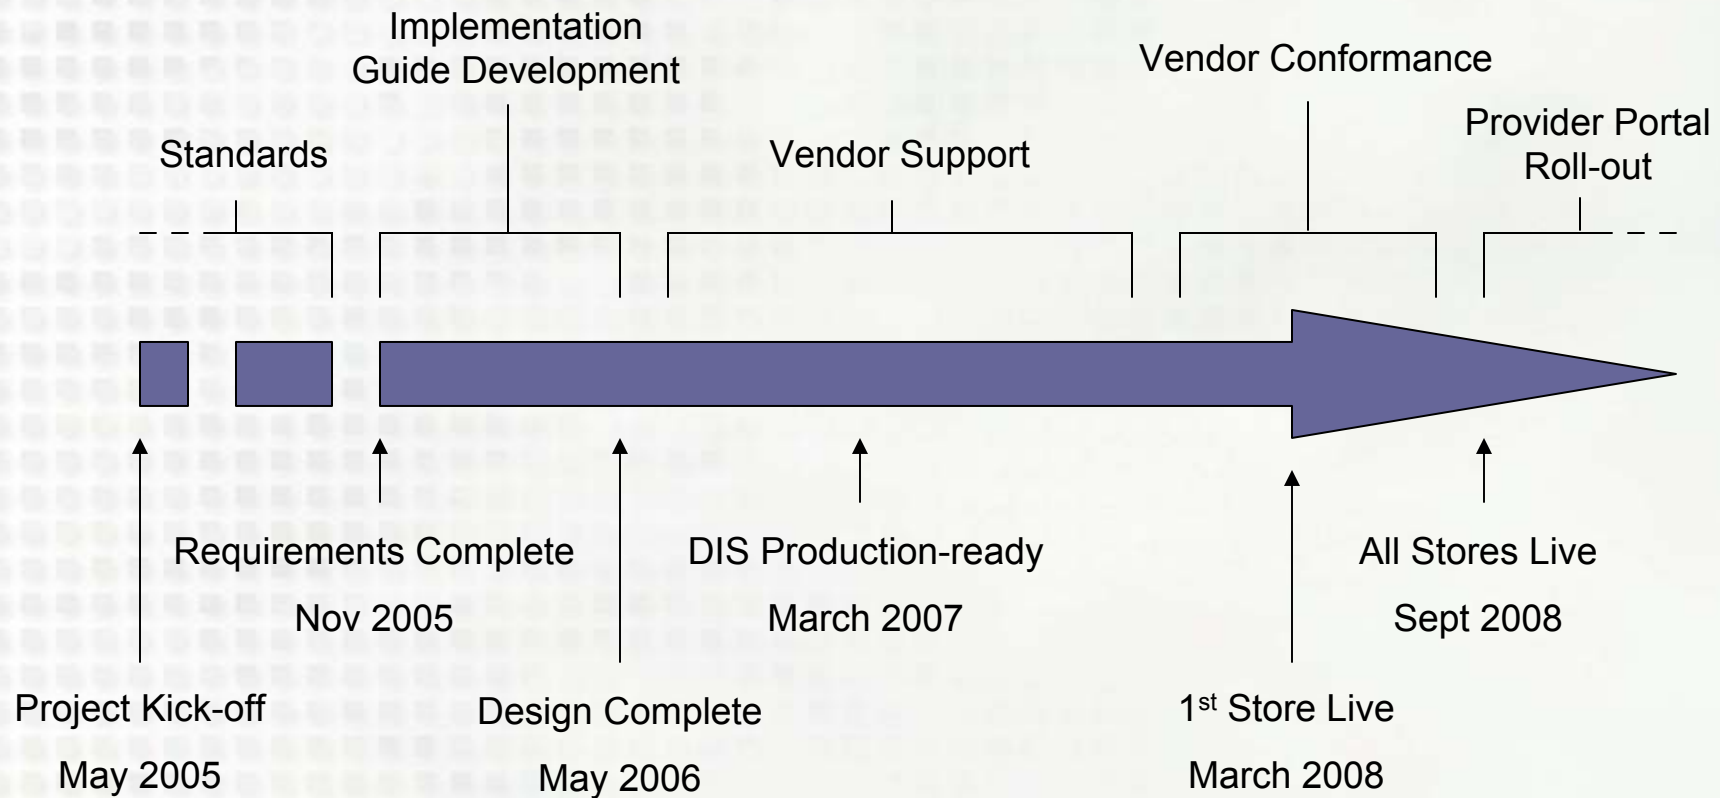 Implementation
Guide Development
Vendor Conformance
Provider Portal
Roll-out
Standards
Vendor Support
Requirements Complete
Nov 2005
DIS Production-ready
March 2007
All Stores Live
Sept 2008
Project Kick-off
May 2005
Design Complete
May 2006
1st Store Live
March 2008